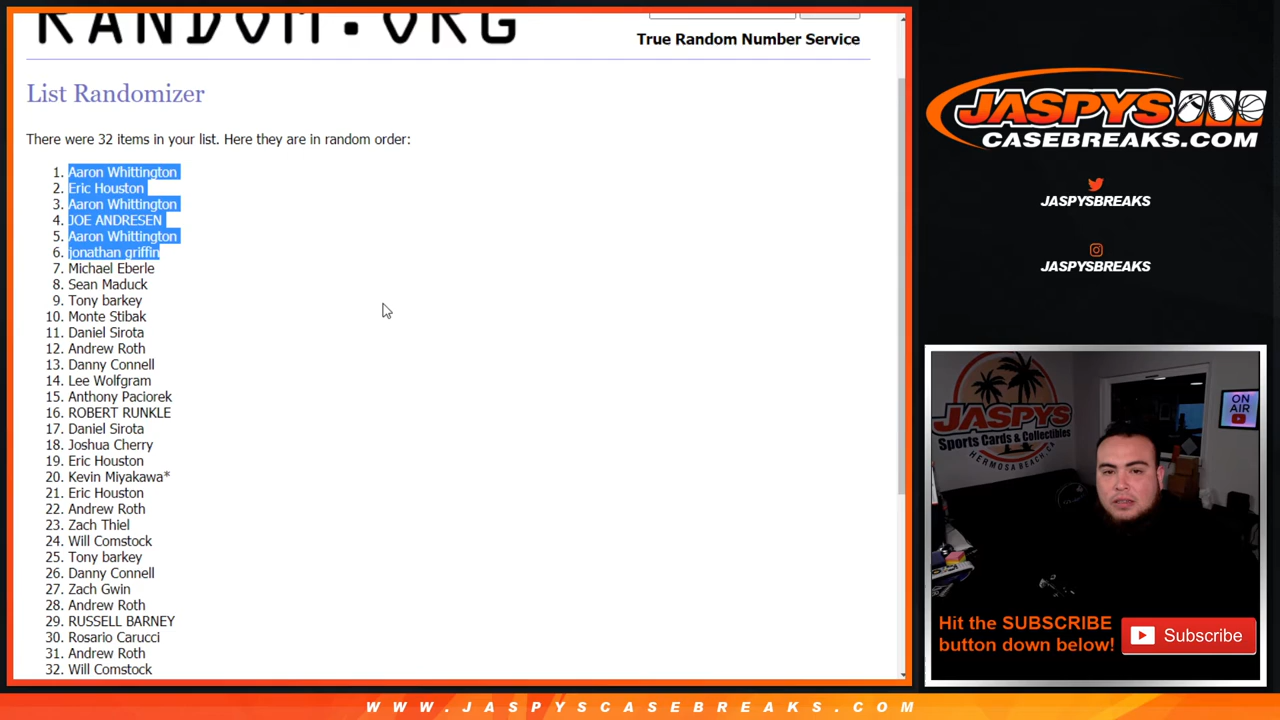 RANDOM.ORG
True Random Number Service
List Randomizer
There were 32 items in your list. Here they are in random order:
1. Aaron Whittington
2. Eric Houston
3. Aaron Whittington
4. JOE ANDRESEN
5. Aaron Whittington
6. jonathan griffin
7. Michael Eberle
8. Sean Maduck
9. Tony barkey
10. Monte Stibak
11. Daniel Sirota
12. Andrew Roth
13. Danny Connell
14. Lee Wolfgram
15. Anthony Paciorek
16. ROBERT RUNKLE
17. Daniel Sirota
18. Joshua Cherry
19. Eric Houston
20. Kevin Miyakawa*
21. Eric Houston
22. Andrew Roth
23. Zach Thiel
24. Will Comstock
25. Tony barkey
26. Danny Connell
27. Zach Gwin
28. Andrew Roth
29. RUSSELL BARNEY
30. Rosario Carucci
31. Andrew Roth
32. Will Comstock
JASPYS
CASEBREAKS.COM
JASPYSBREAKS
JASPYSBREAKS
JASPYS
Sports Cards & Collectibles
HERMOSA BEACH, CA
ON
AIR
Hit the SUBSCRIBE
button down below!
Subscribe
WWW.JASPYSCASEBREAKS.COM